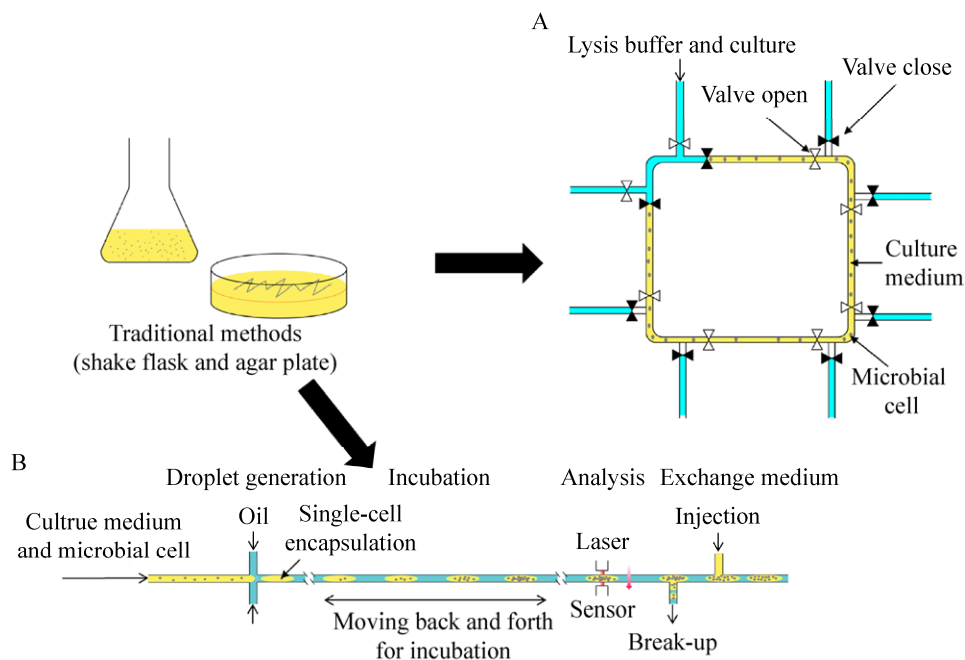 A
Lysis buffer and culture
Valve close
Valve open
Culture
medium
Microbial
cell
Traditional methods
(shake flask and agar plate)
B
Droplet generation
Incubation
Analysis
Exchange medium
Cultrue medium
and microbial cell
Oil
Single-cell
encapsulation
Laser
Injection
Sensor
Moving back and forth
for incubation
Break-up